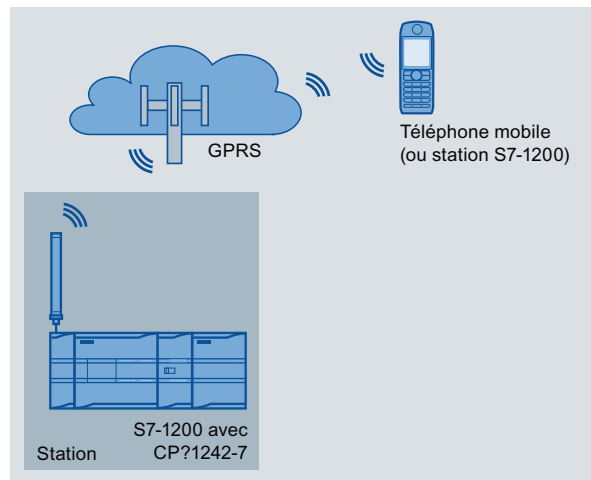 GPRS
Téléphone mobile
(ou station S7-1200)
S7-1200 avec
Station CP?1242-7